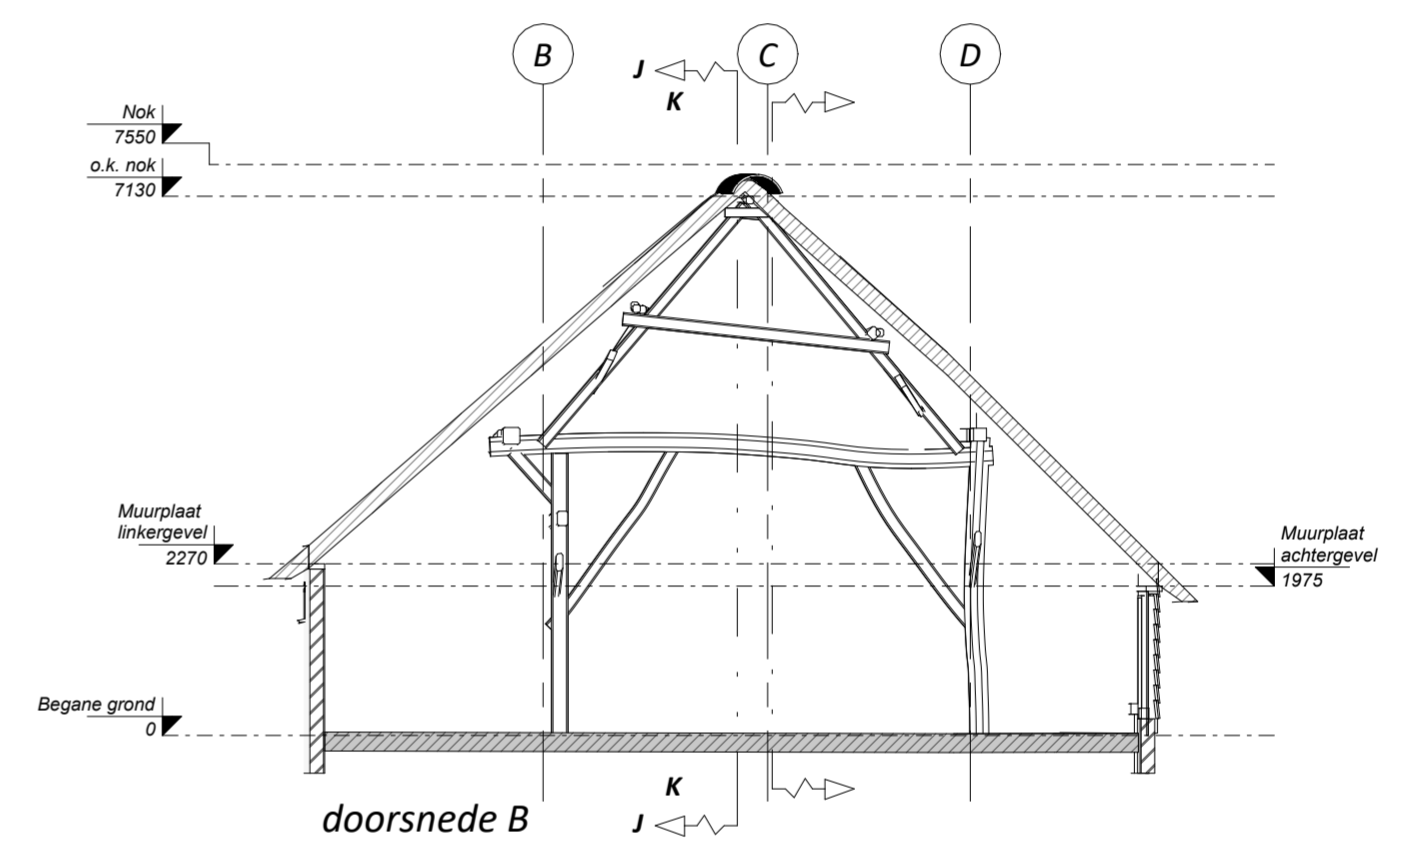 B
C
D
J
K
Nok
7550
o.k. nok
7130
Muurplaat
linkergevel
2270
Muurplaat
achtergevel
1975
Begane grond
0
K
J
doorsnede B